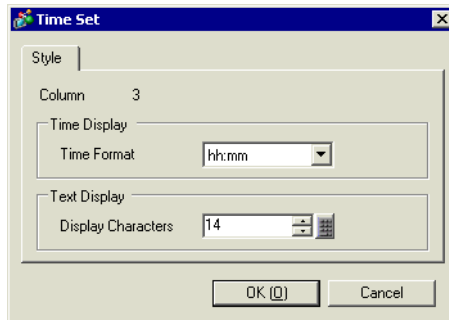 Time Set
Style
Column 3
Time Display
Time Format hh:mm
Text Display
Display Characters 14
OK (O) Cancel